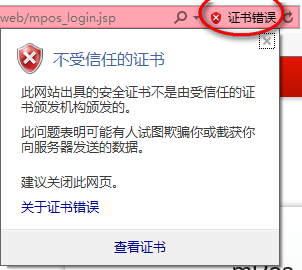 web/mpos_login.jsp
证书错误
不受信任的证书
此网站出具的安全证书不是由受信任的证
书颁发机构颁发的。
此问题表明可能有人试图欺骗你或截获你
向服务器发送的数据。
建议关闭此网页。
关于证书错误
查看证书